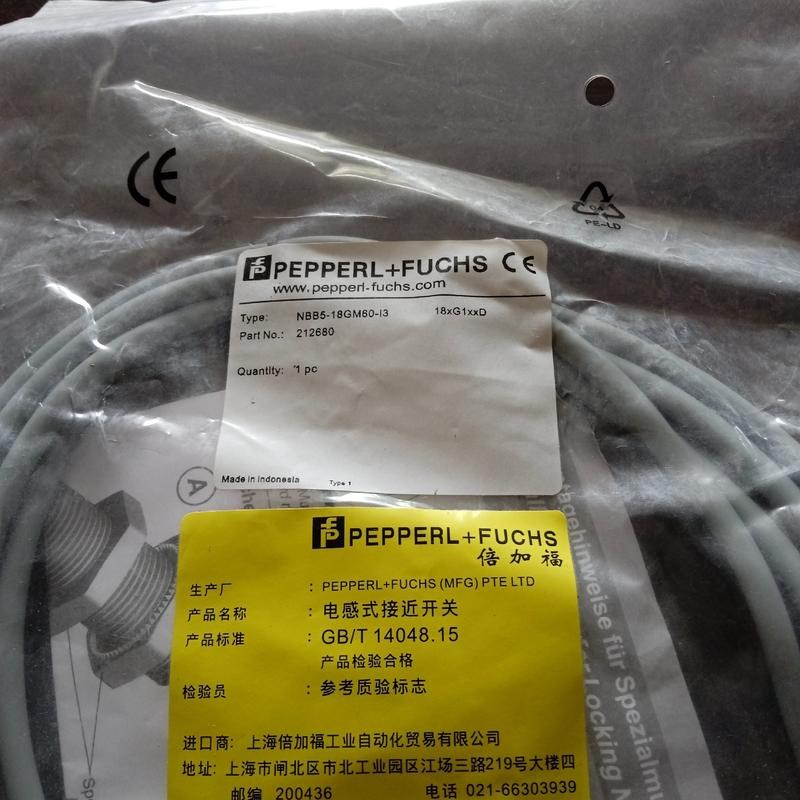 CE
04
PE-LD
PEPPERL+FUCHS CE
www.pepperl-fuchs.com
Type: NBB5-18GM60-I3 18xG1xxD
Part No.: 212680
Quantity: 1 pc
Made in Indonesia Type 1
A
PEPPERL+FUCHS
倍加福
生产厂 : PEPPERL+FUCHS (MFG) PTE LTD
产品名称 : 电感式接近开关
产品标准 : GB/T 14048.15
产品检验合格
检验员 : 参考质验标志
进口商: 上海倍加福工业自动化贸易有限公司
地址: 上海市闸北区市北工业园区江场三路219号大楼四
邮编 200436 电话 021-66303939
tagehinweise für Spezialmu
for Locking N